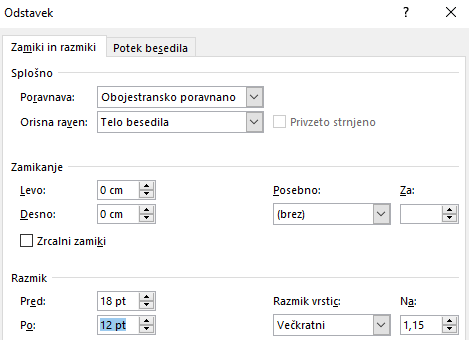 Odstavek ? ×
Zamiki in razmiki Potek besedila
Splošno
Poravnava: Obojestransko poravnano
Orisna raven: Telo besedila Privzeto strnjeno
Zamikanje
Levo: 0 cm Posebno: Za:
Desno: 0 cm (brez)
Zrcalni zamiki
Razmik
Pred: 18 pt Razmik vrstic: Na:
Po: 12 pt Večkratni 1,15